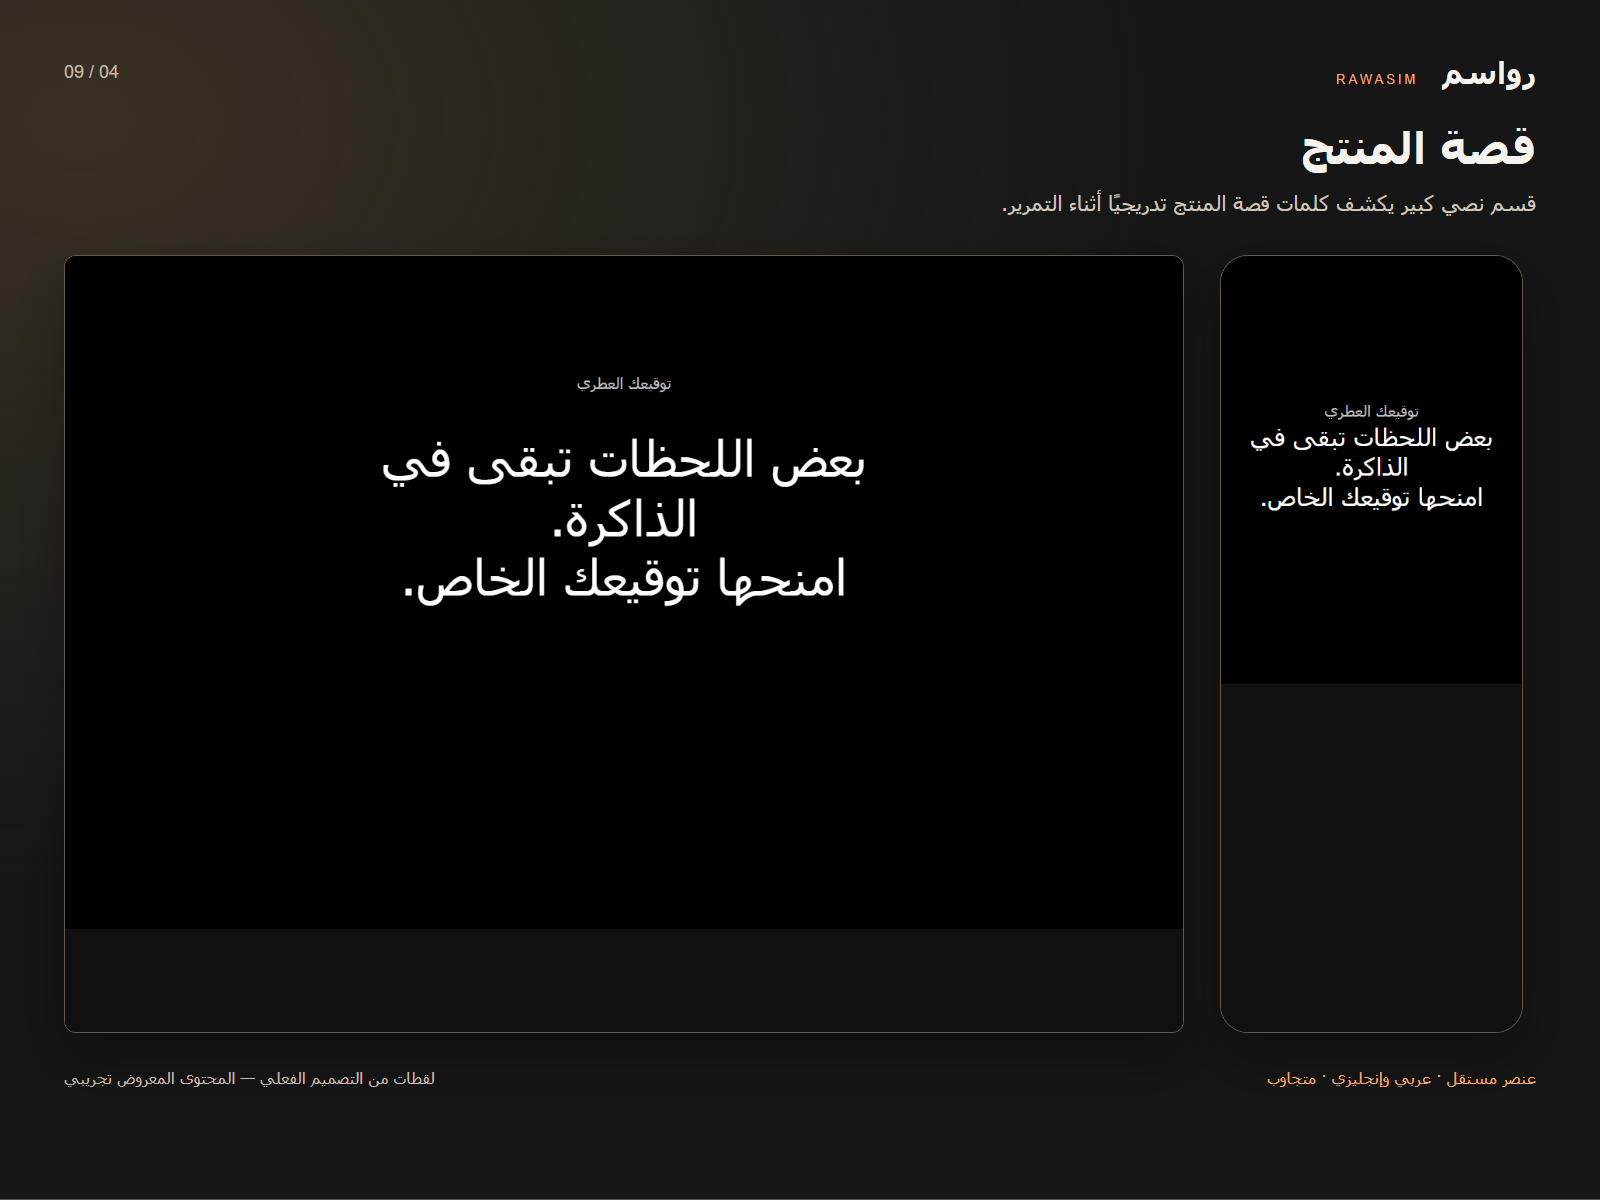 رواسم RAWASIM
09 / 04
قصة المنتج
قسم نصي كبير يكشف كلمات قصة المنتج تدريجيًا أثناء التمرير.
توقيعك العطري
بعض اللحظات تبقى في
الذاكرة.
امنحها توقيعك الخاص.
توقيعك العطري
بعض اللحظات تبقى في
الذاكرة.
امنحها توقيعك الخاص.
عنصر مستقل · عربي وإنجليزي · متجاوب
لقطات من التصميم الفعلي — المحتوى المعروض تجريبي